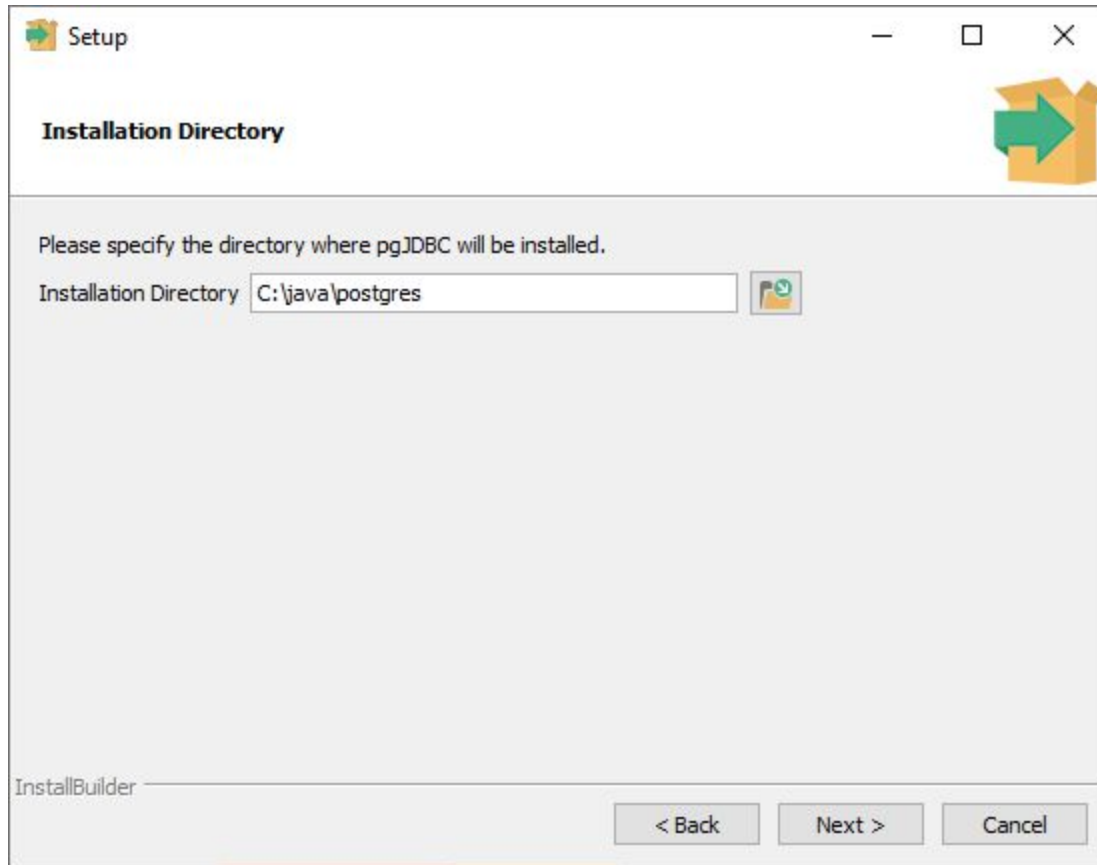 Setup
Installation Directory
Please specify the directory where pgJDBC will be installed.
Installation Directory C:\java\postgres
InstallBuilder
< Back Next > Cancel